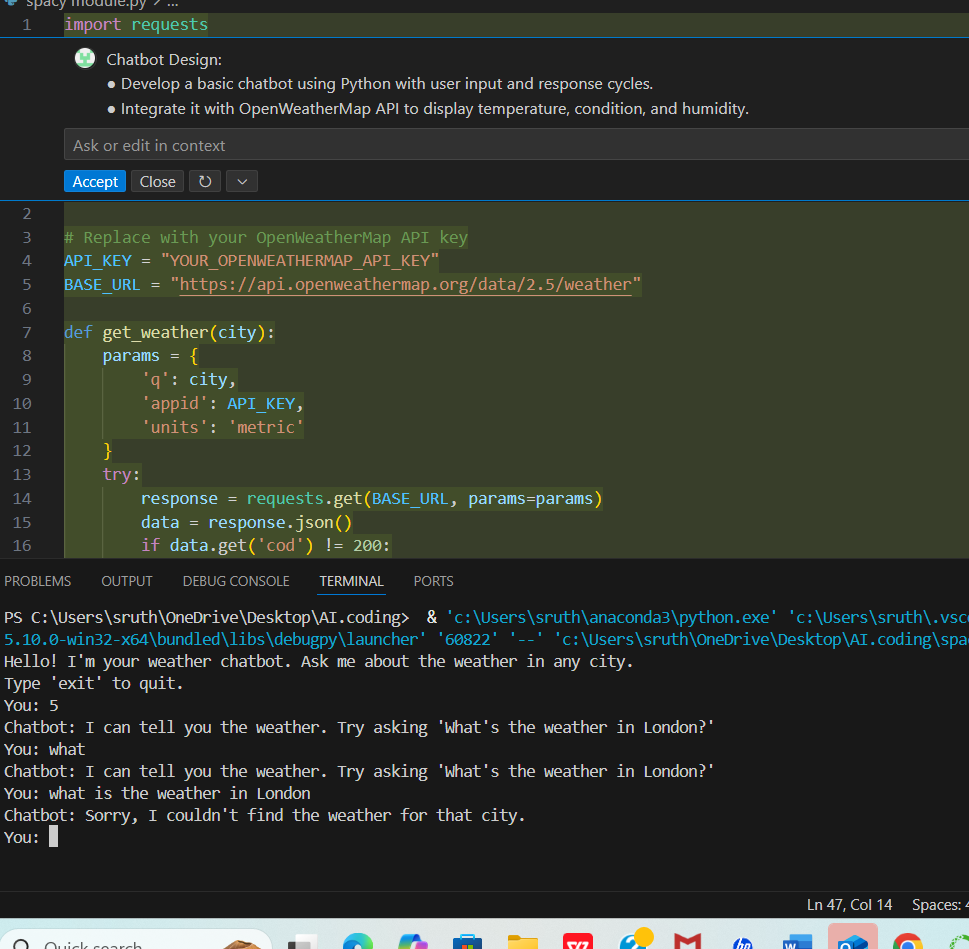 spacy module.py > ...
1 import requests
Chatbot Design:
● Develop a basic chatbot using Python with user input and response cycles.
● Integrate it with OpenWeatherMap API to display temperature, condition, and humidity.
Ask or edit in context
Accept Close
2
3 # Replace with your OpenWeatherMap API key
4 API_KEY = "YOUR_OPENWEATHERMAP_API_KEY"
5 BASE_URL = "https://api.openweathermap.org/data/2.5/weather"
6
7 def get_weather(city):
8 params = {
9 'q': city,
10 'appid': API_KEY,
11 'units': 'metric'
12 }
13 try:
14 response = requests.get(BASE_URL, params=params)
15 data = response.json()
16 if data.get('cod') != 200:
PROBLEMS OUTPUT DEBUG CONSOLE TERMINAL PORTS
PS C:\Users\sruth\OneDrive\Desktop\AI.coding> & 'c:\Users\sruth\anaconda3\python.exe' 'c:\Users\sruth\.vsco
5.10.0-win32-x64\bundled\libs\debugpy\launcher' '60822' '--' 'c:\Users\sruth\OneDrive\Desktop\AI.coding\spa
Hello! I'm your weather chatbot. Ask me about the weather in any city.
Type 'exit' to quit.
You: 5
Chatbot: I can tell you the weather. Try asking 'What's the weather in London?'
You: what
Chatbot: I can tell you the weather. Try asking 'What's the weather in London?'
You: what is the weather in London
Chatbot: Sorry, I couldn't find the weather for that city.
You:
Ln 47, Col 14 Spaces: 4
Quick search